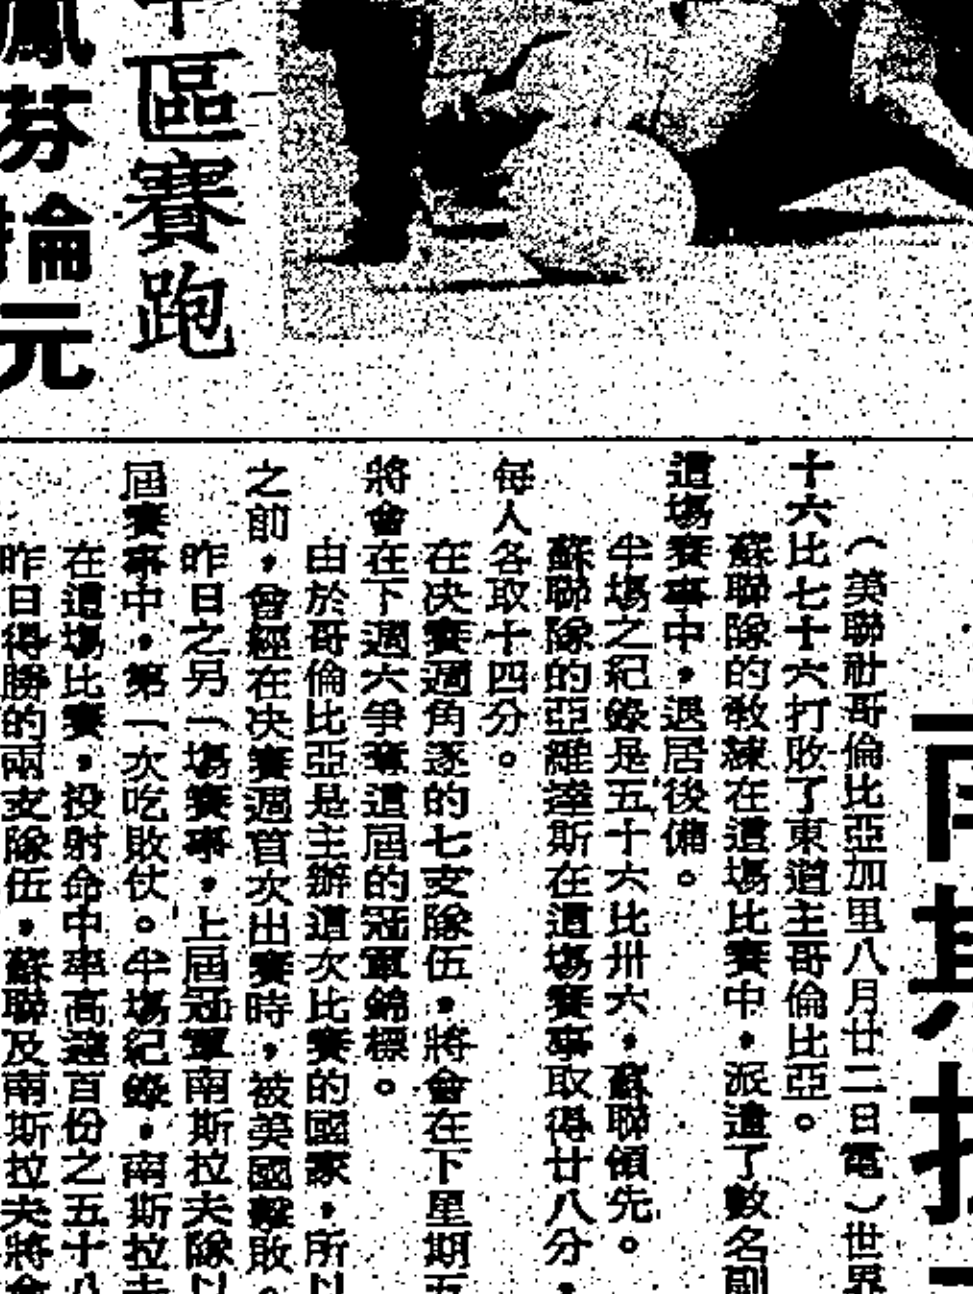 區賽跑
芬
掄
元
（美聯社哥倫比亞加里八月廿二日電）世界
十六比七十六打敗了東道主哥倫比亞。
蘇聯隊的教練在這場比賽中，派遣了數名副
這場賽事中，退居後備。
半場之紀錄是五十六比卅六，蘇聯領先。
蘇聯隊的亞維達斯在這場賽事取得廿八分，
每人各取十四分。
在決賽週角逐的七支隊伍，將會在下星期五
將會在下週六爭奪這屆的冠軍錦標。
由於哥倫比亞是主辦這次比賽的國家，所以
之前，曾經在決賽週首次出賽時，被美國擊敗。
昨日之另一場賽事，上屆冠軍南斯拉夫隊以
屆賽事中，第一次吃敗仗。半場紀錄，南斯拉夫
在這場比賽，投射命中率高達百份之五十八
昨日得勝的兩支隊伍，蘇聯及南斯拉夫將會